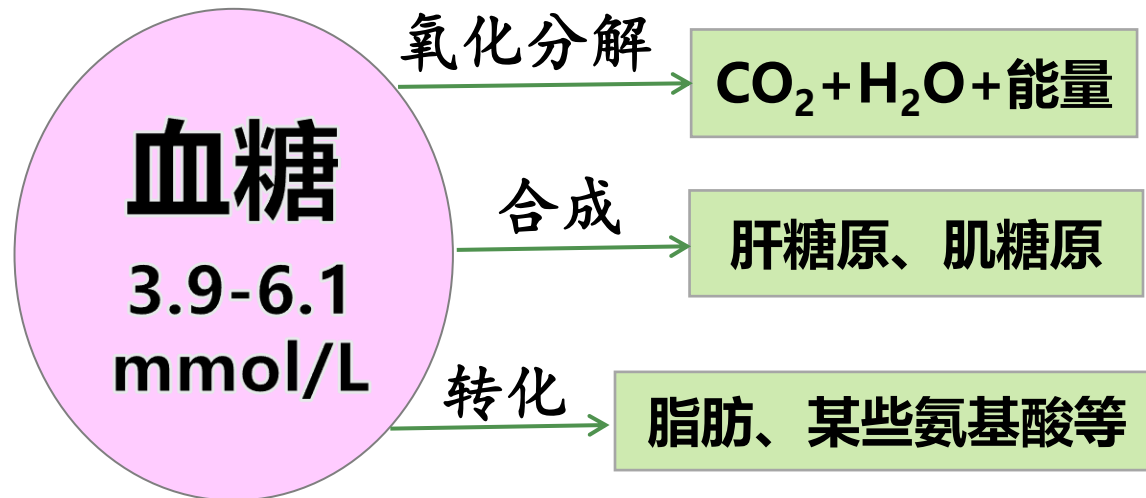 血糖
3.9-6.1
mmol/L
氧化分解
CO₂+H₂O+能量
合成
肝糖原、肌糖原
转化
脂肪、某些氨基酸等